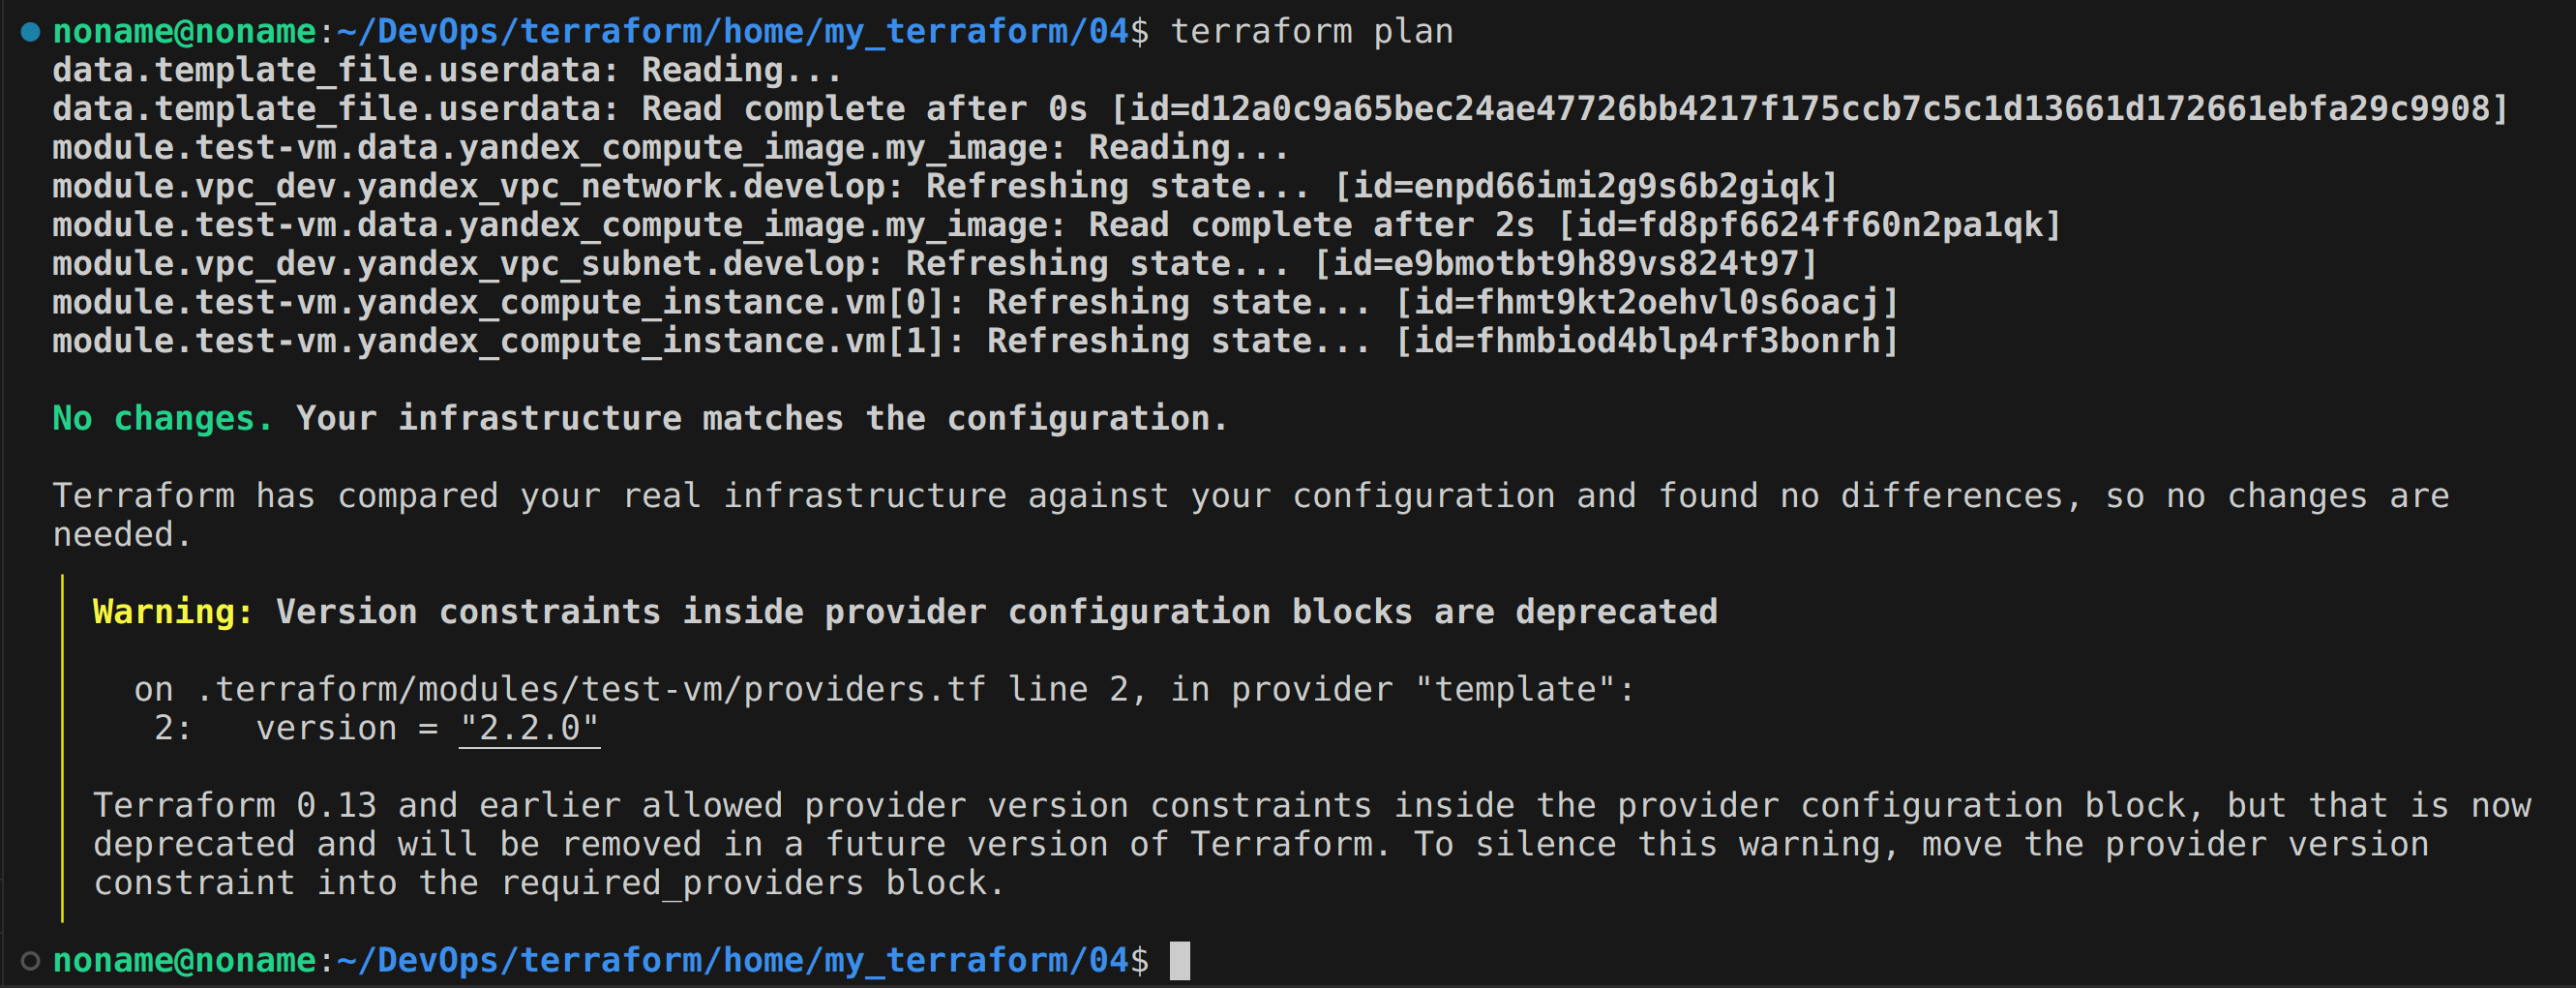 noname@noname:~/DevOps/terraform/home/my_terraform/04$ terraform plan
data.template_file.userdata: Reading...
data.template_file.userdata: Read complete after 0s [id=d12a0c9a65bec24ae47726bb4217f175ccb7c5c1d13661d172661ebfa29c9908]
module.test-vm.data.yandex_compute_image.my_image: Reading...
module.vpc_dev.yandex_vpc_network.develop: Refreshing state... [id=enpd66imi2g9s6b2giqk]
module.test-vm.data.yandex_compute_image.my_image: Read complete after 2s [id=fd8pf6624ff60n2pa1qk]
module.vpc_dev.yandex_vpc_subnet.develop: Refreshing state... [id=e9bmotbt9h89vs824t97]
module.test-vm.yandex_compute_instance.vm[0]: Refreshing state... [id=fhmt9kt2oehvl0s6oacj]
module.test-vm.yandex_compute_instance.vm[1]: Refreshing state... [id=fhmbiod4blp4rf3bonrh]
No changes. Your infrastructure matches the configuration.
Terraform has compared your real infrastructure against your configuration and found no differences, so no changes are
needed.
Warning: Version constraints inside provider configuration blocks are deprecated
on .terraform/modules/test-vm/providers.tf line 2, in provider "template":
2:   version = "2.2.0"
Terraform 0.13 and earlier allowed provider version constraints inside the provider configuration block, but that is now
deprecated and will be removed in a future version of Terraform. To silence this warning, move the provider version
constraint into the required_providers block.
noname@noname:~/DevOps/terraform/home/my_terraform/04$